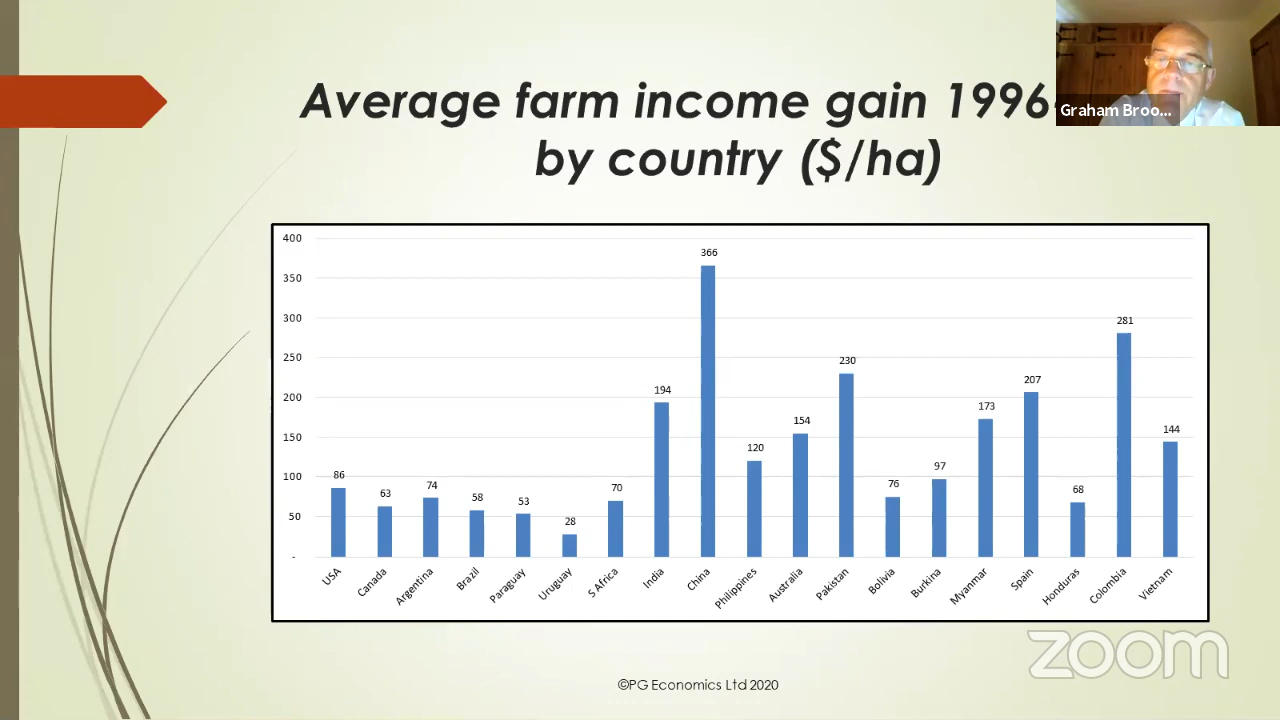 Average farm income gain 1996
by country ($/ha)
Graham Broo...
400
350
300
250
200
150
100
50
-
86
63
74
58
53
28
70
194
366
120
154
230
76
97
173
207
68
281
144
USA
Canada
Argentina
Brazil
Paraguay
Uruguay
S Africa
India
China
Philippines
Australia
Pakistan
Bolivia
Burkina
Myanmar
Spain
Honduras
Colombia
Vietnam
zoom
©PG Economics Ltd 2020